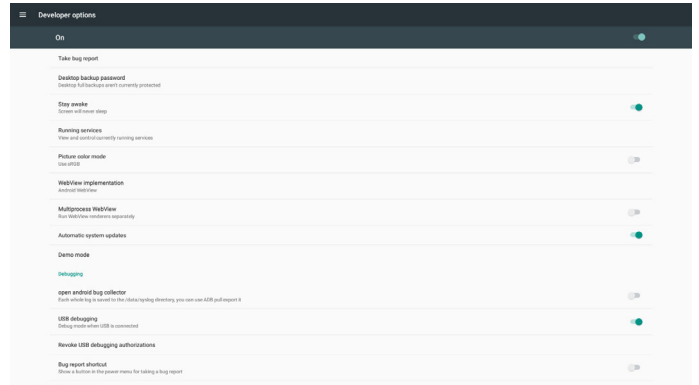 Developer options
On
Take bug report
Desktop backup password
Desktop full backups aren't currently protected
Stay awake
Screen will never sleep
Running services
View and control currently running services
Picture color mode
Use sRGB
WebView implementation
Android WebView
Multiprocess WebView
Run WebView renderers separately
Automatic system updates
Demo mode
Debugging
open android bug collector
Each whole log is saved to the /data/syslog directory, you can use ADB pull export it
USB debugging
Debug mode when USB is connected
Revoke USB debugging authorizations
Bug report shortcut
Show a button in the power menu for taking a bug report